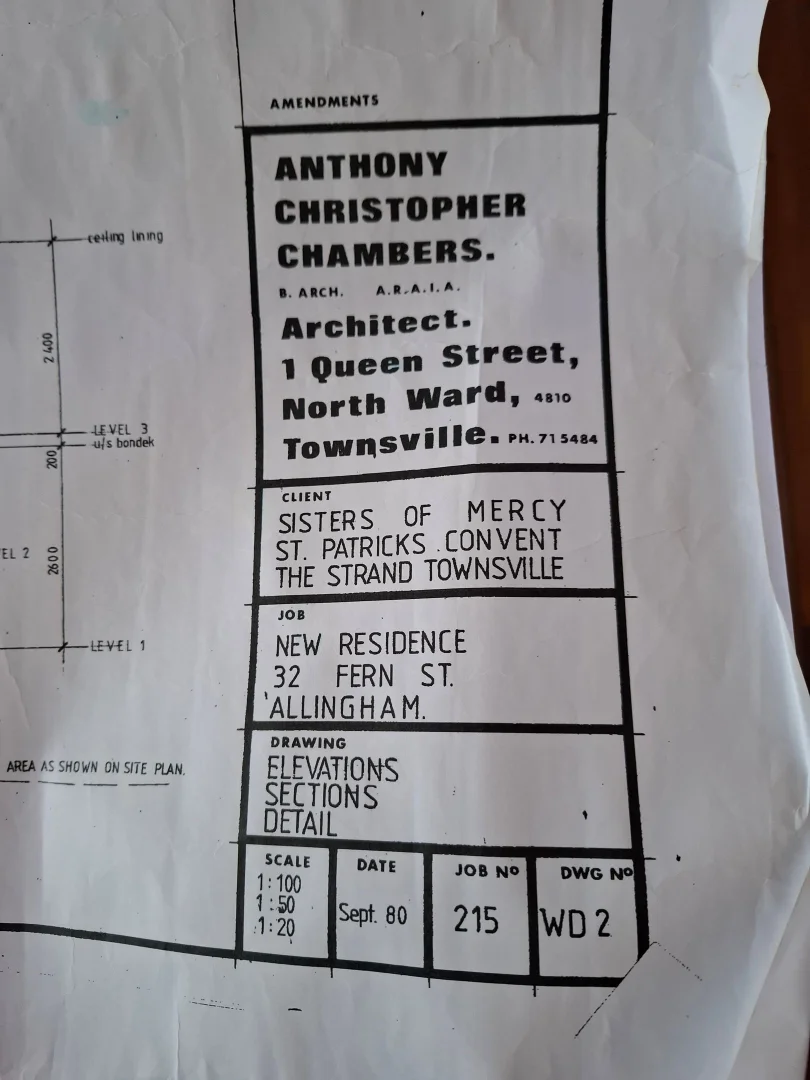 AMENDMENTS
ANTHONY
CHRISTOPHER
CHAMBERS.
B. ARCH. A.R.A.I.A.
Architect.
1 Queen Street,
North Ward, 4810
Townsville. PH. 71 5484
CLIENT
SISTERS OF MERCY
ST. PATRICKS CONVENT
THE STRAND TOWNSVILLE
JOB
NEW RESIDENCE
32 FERN ST.
ALLINGHAM.
DRAWING
ELEVATIONS
SECTIONS
DETAIL
SCALE
1:100
1:50
1:20
DATE
Sept. 80
JOB Nº
215
DWG Nº
WD 2
ceiling lining
2400
LEVEL 3
u/s bondek
200
EL 2
2600
LEVEL 1
AREA AS SHOWN ON SITE PLAN.